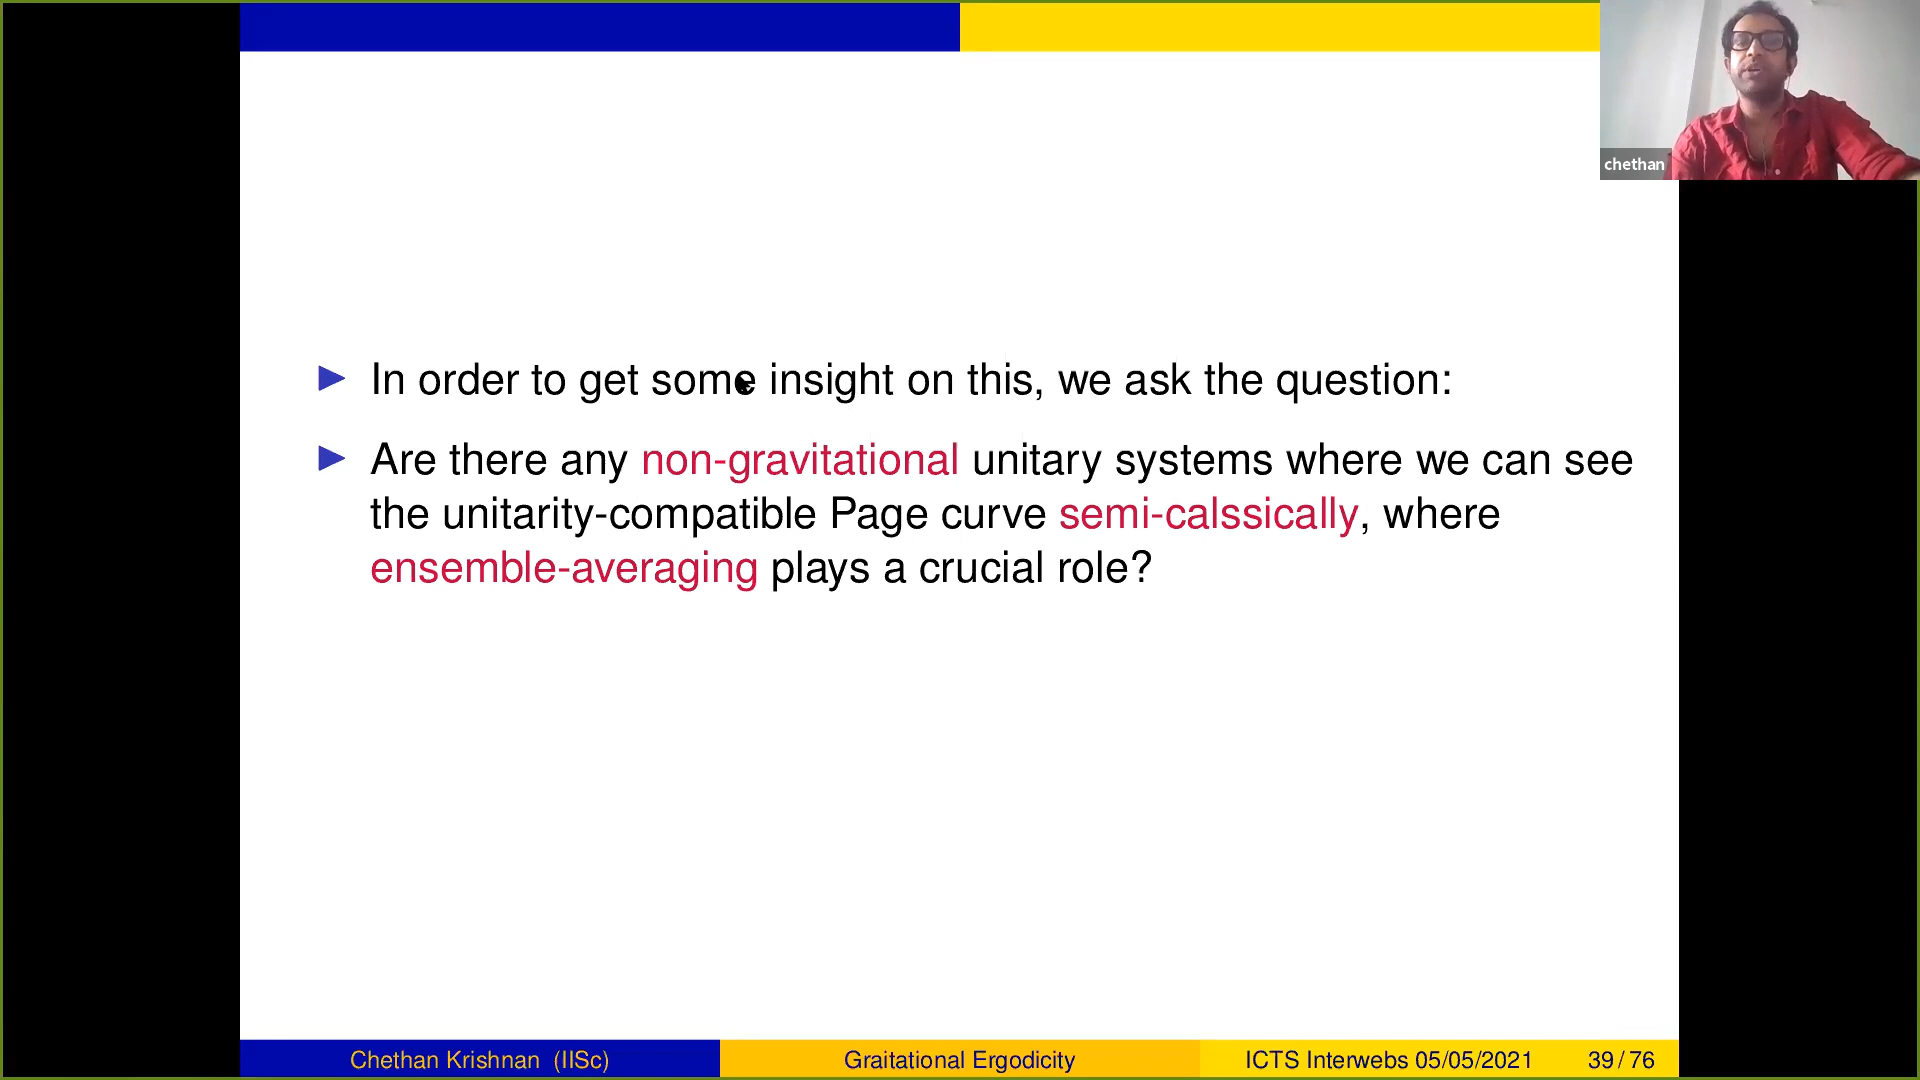 chethan
In order to get some insight on this, we ask the question:
Are there any non-gravitational unitary systems where we can see
the unitarity-compatible Page curve semi-calssically, where
ensemble-averaging plays a crucial role?
Chethan Krishnan (IISc) Graitational Ergodicity ICTS Interwebs 05/05/2021 39 / 76